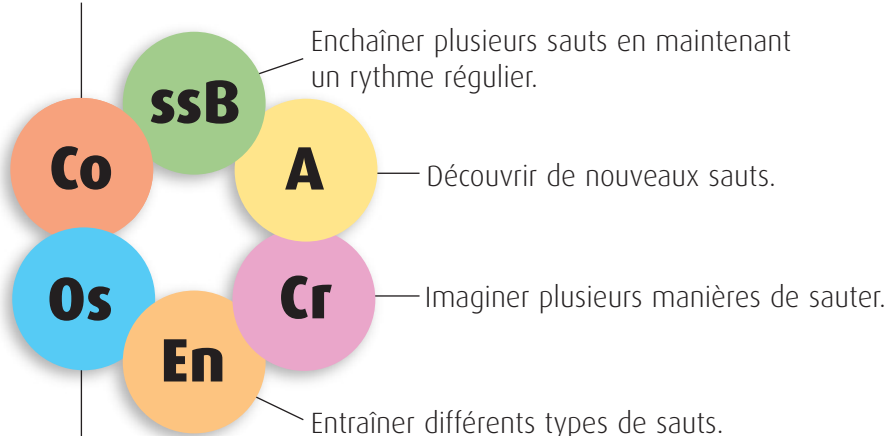 Enchaîner plusieurs sauts en maintenant
un rythme régulier.
ssB
Co
A
Découvrir de nouveaux sauts.
Os
Cr
Imaginer plusieurs manières de sauter.
En
Entraîner différents types de sauts.